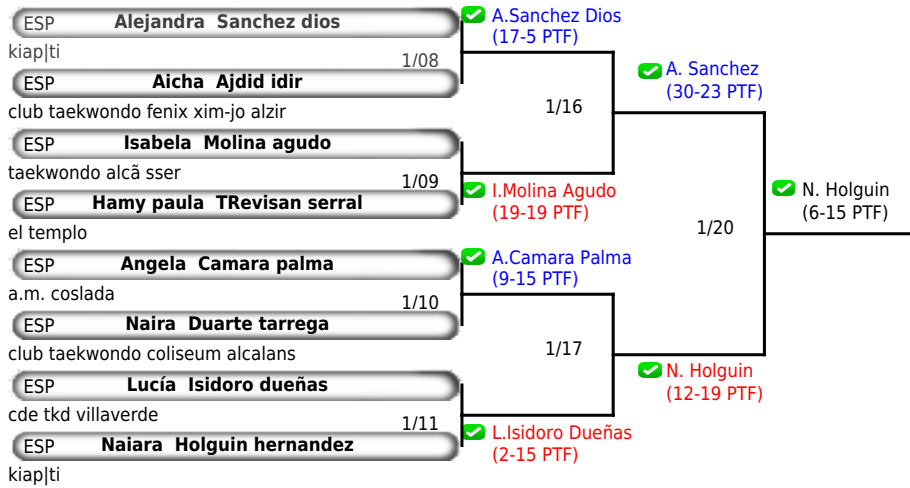 ESP Alejandra Sanchez dios
kiap|ti
1/08
ESP Aicha Ajdid idir
club taekwondo fenix xim-jo alzir
ESP Isabela Molina agudo
taekwondo alcã sser
1/09
ESP Hamy paula TRevisan serral
el templo
ESP Angela Camara palma
a.m. coslada
1/10
ESP Naira Duarte tarrega
club taekwondo coliseum alcalans
ESP Lucía Isidoro dueñas
cde tkd villaverde
1/11
ESP Naiara Holguin hernandez
kiap|ti
A.Sanchez Dios
(17-5 PTF)
1/16
I.Molina Agudo
(19-19 PTF)
A.Camara Palma
(9-15 PTF)
1/17
L.Isidoro Dueñas
(2-15 PTF)
A. Sanchez
(30-23 PTF)
1/20
N. Holguin
(12-19 PTF)
N. Holguin
(6-15 PTF)